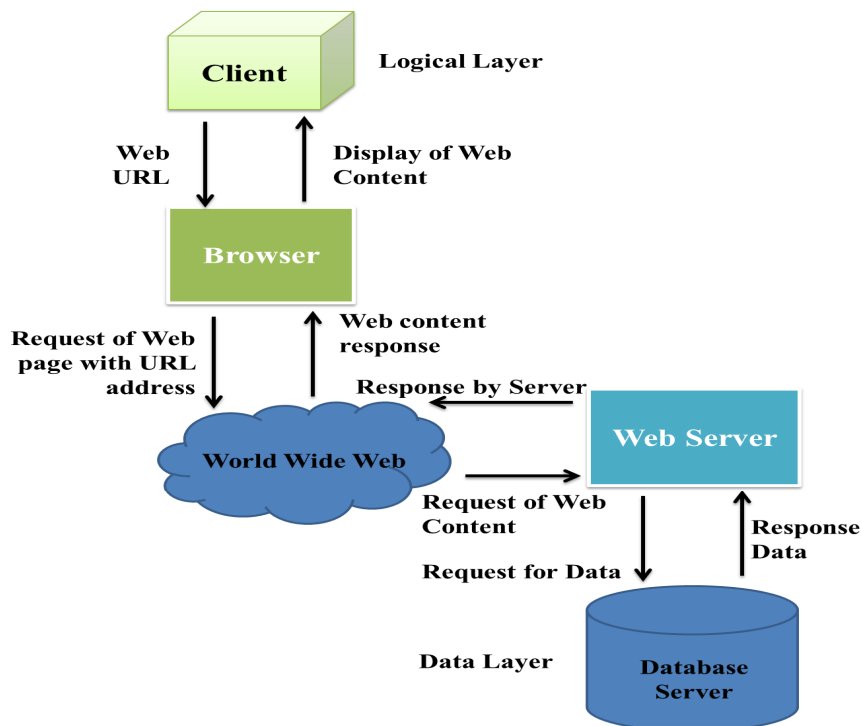 Client
Logical Layer
Web
URL
Display of Web
Content
Browser
Request of Web
page with URL
address
Web content
response
Response by Server
World Wide Web
Web Server
Request of Web
Content
Request for Data
Response
Data
Data Layer
Database
Server